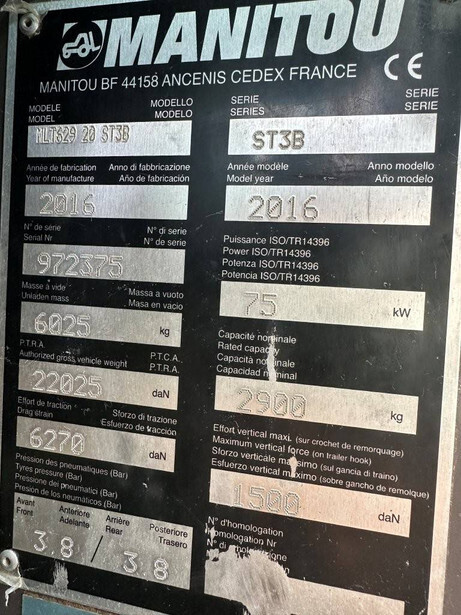 MANITOU
MANITOU BF 44158 ANCENIS CEDEX FRANCE CE
MODELE MODELLO
MODEL MODELO
MLT629 20 ST3B
SERIE SERIE
SERIES SERIE
ST3B
Année de fabrication Anno di fabbricazione
Year of manufacture Año de fabricación
2016
Année modèle Anno modello
Model year Año modelo
2016
N° de série N° di serie
Serial Nr N° de serie
972375
Puissance ISO/TR14396
Power ISO/TR14396
Potenza ISO/TR14396
Potencia ISO/TR14396
75 kW
Masse à vide Massa a vuoto
Unladen mass Masa en vacio
6025 kg
Capacité nominale
Rated capacity
Capacità nominale
Capacidad nominal
2900 kg
P.T.R.A. P.T.C.A.
Authorized gross vehicle weight P.T.R.A.
22025 daN
Effort de traction Sforzo di trazione
Drag strain Esfuerzo de tracción
6270 daN
Effort vertical maxi. (sur crochet de remorquage)
Maximum vertical force (on trailer hook)
Sforzo verticale massimo (sul gancia di traino)
Esfuerzo vertical máximo (sobre gancho de remolque)
1500 daN
Pression des pneumatiques (Bar)
Tyres pressure (Bar)
Pressione dei pneumatici (Bar)
Presion de los neumáticos (Bar)
Avant Anteriore Arrière Posteriore
Front Adelante Rear Trasero
3.8 / 3.8
N° d'homologation
Homologation Nr
N° di omologazione